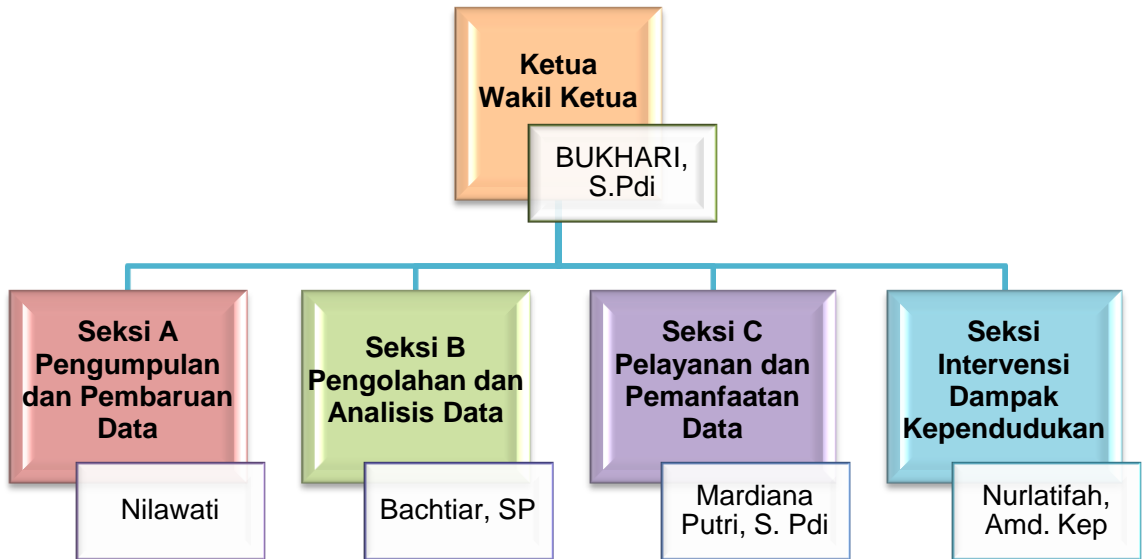 Ketua
Wakil Ketua
BUKHARI,
S.Pdi
Seksi A
Pengumpulan
dan Pembaruan
Data
Nilawati
Seksi B
Pengolahan dan
Analisis Data
Bachtiar, SP
Seksi C
Pelayanan dan
Pemanfaatan
Data
Mardiana
Putri, S. Pdi
Seksi
Intervensi
Dampak
Kependudukan
Nurlatifah,
Amd. Kep